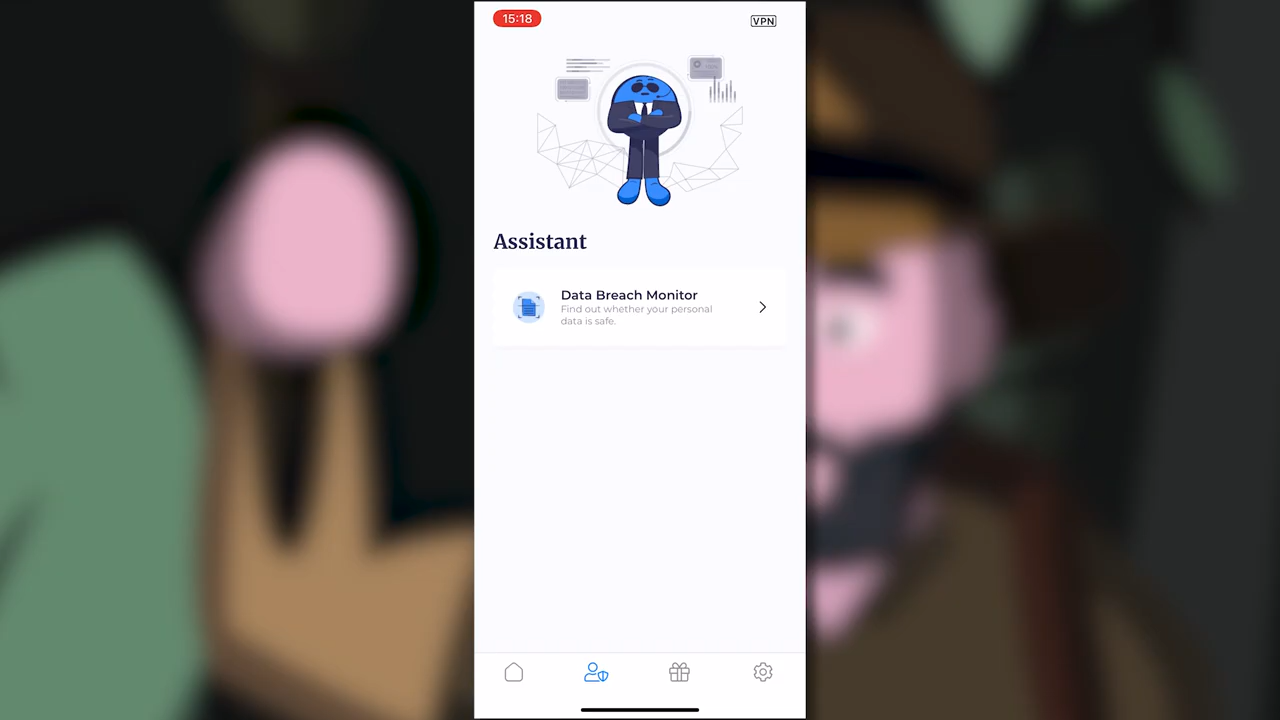 15:18
VPN
Assistant
Data Breach Monitor
Find out whether your personal
data is safe.